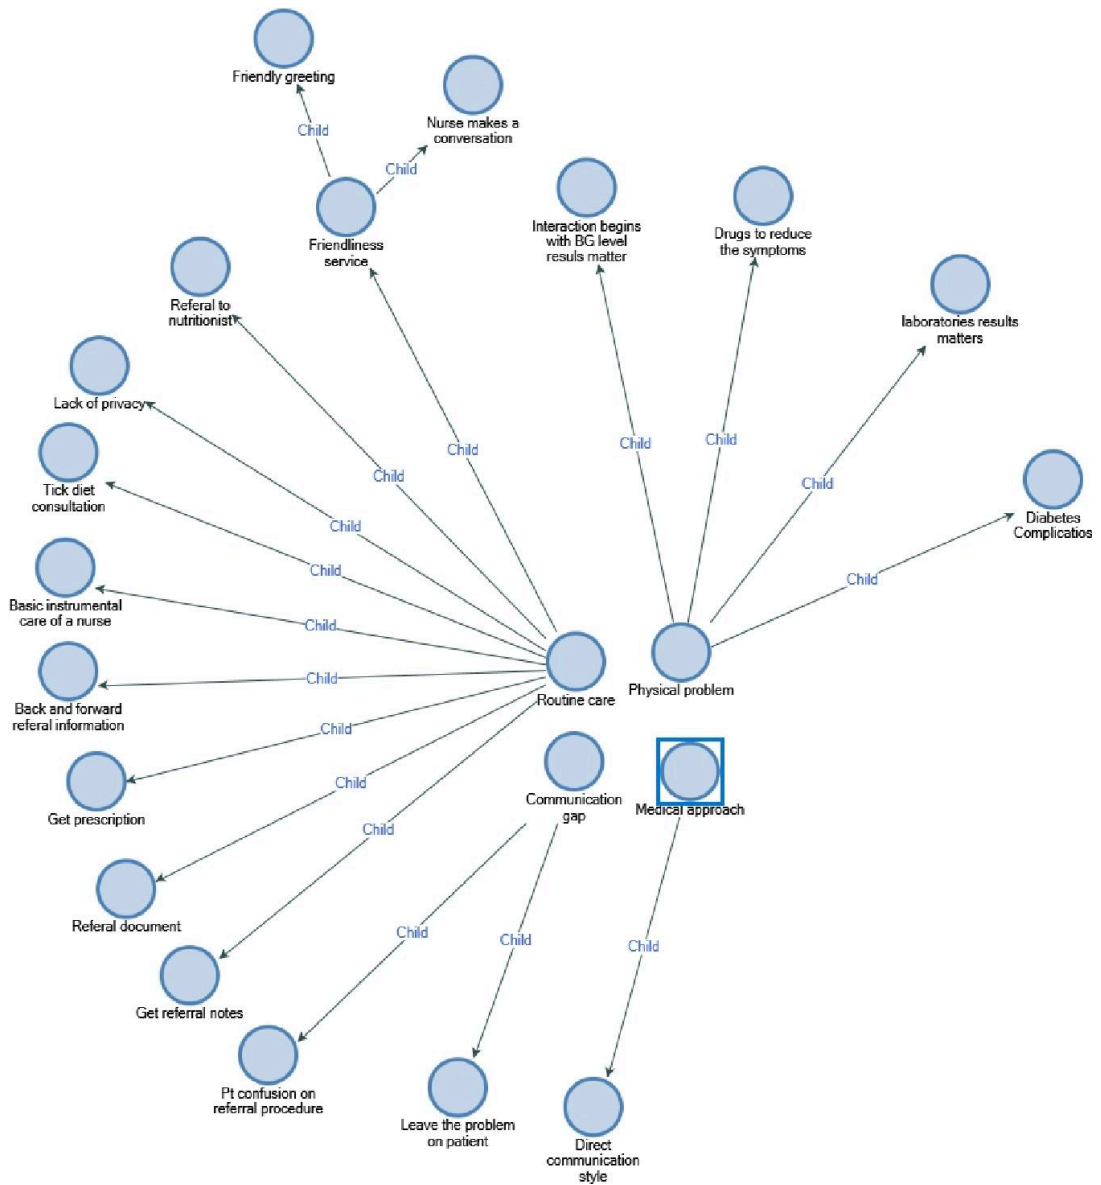 Friendly greeting
Child
Nurse makes a
conversation
Child
Friendliness
service
Interaction begins
with BG level
resuls matter
Drugs to reduce
the symptoms
Referal to
nutritionist
laboratories results
matters
Lack of privacy
Child
Child
Child
Tick diet
consultation
Child
Child
Diabetes
Complicatios
Child
Child
Child
Basic instrumental
care of a nurse
Child
Child
Back and forward
referal information
Physical problem
Routine care
Child
Get prescription
Child
Communication
gap
Medical approach
Child
Referal document
Child
Child
Child
Get referral notes
Pt confusion on
referral procedure
Leave the problem
on patient
Direct
communication
style